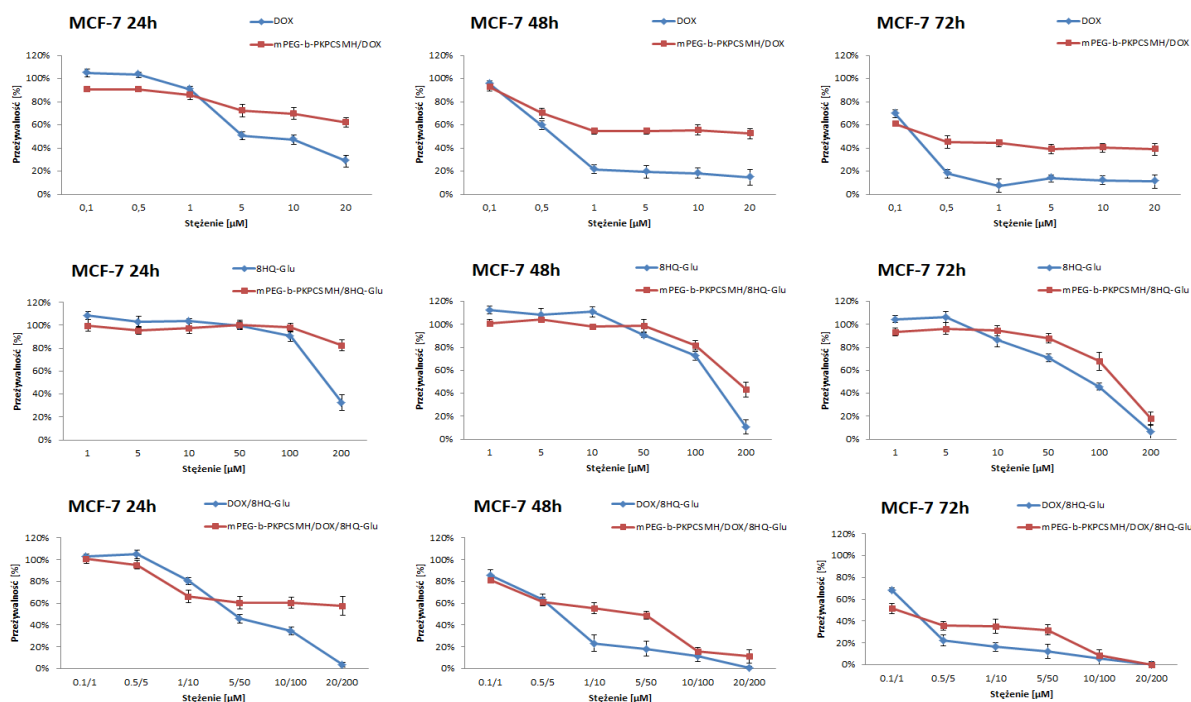 MCF-7 24h
DOX
mPEG-b-PKPCSMH/DOX
Przeżywalność [%]
120%
100%
80%
60%
40%
20%
0%
0,1 0,5 1 5 10 20
Stężenie [µM]
MCF-7 48h
DOX
mPEG-b-PKPCSMH/DOX
Przeżywalność [%]
120%
100%
80%
60%
40%
20%
0%
0,1 0,5 1 5 10 20
Stężenie [µM]
MCF-7 72h
DOX
mPEG-b-PKPCSMH/DOX
Przeżywalność [%]
120%
100%
80%
60%
40%
20%
0%
0,1 0,5 1 5 10 20
Stężenie [µM]
MCF-7 24h
8HQ-Glu
mPEG-b-PKPCSMH/8HQ-Glu
Przeżywalność [%]
120%
100%
80%
60%
40%
20%
0%
1 5 10 50 100 200
Stężenie [µM]
MCF-7 48h
8HQ-Glu
mPEG-b-PKPCSMH/8HQ-Glu
Przeżywalność [%]
120%
100%
80%
60%
40%
20%
0%
1 5 10 50 100 200
Stężenie [µM]
MCF-7 72h
8HQ-Glu
mPEG-b-PKPCSMH/8HQ-Glu
Przeżywalność [%]
120%
100%
80%
60%
40%
20%
0%
1 5 10 50 100 200
Stężenie [µM]
MCF-7 24h
DOX/8HQ-Glu
mPEG-b-PKPCSMH/DOX/8HQ-Glu
Przeżywalność [%]
120%
100%
80%
60%
40%
20%
0%
0.1/1 0.5/5 1/10 5/50 10/100 20/200
Stężenie [µM]
MCF-7 48h
DOX/8HQ-Glu
mPEG-b-PKPCSMH/DOX/8HQ-Glu
Przeżywalność [%]
120%
100%
80%
60%
40%
20%
0%
0.1/1 0.5/5 1/10 5/50 10/100 20/200
Stężenie [µM]
MCF-7 72h
DOX/8HQ-Glu
mPEG-b-PKPCSMH/DOX/8HQ-Glu
Przeżywalność [%]
120%
100%
80%
60%
40%
20%
0%
0.1/1 0.5/5 1/10 5/50 10/100 20/200
Stężenie [µM]